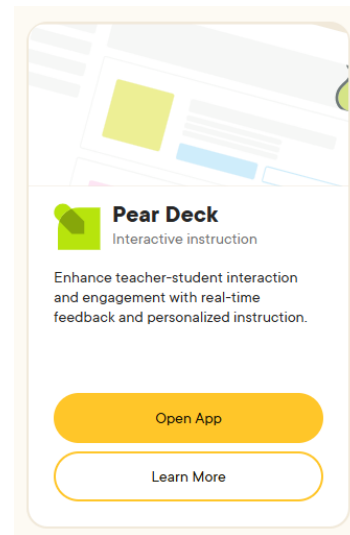 Pear Deck
Interactive instruction
Enhance teacher-student interaction
and engagement with real-time
feedback and personalized instruction.
Open App
Learn More